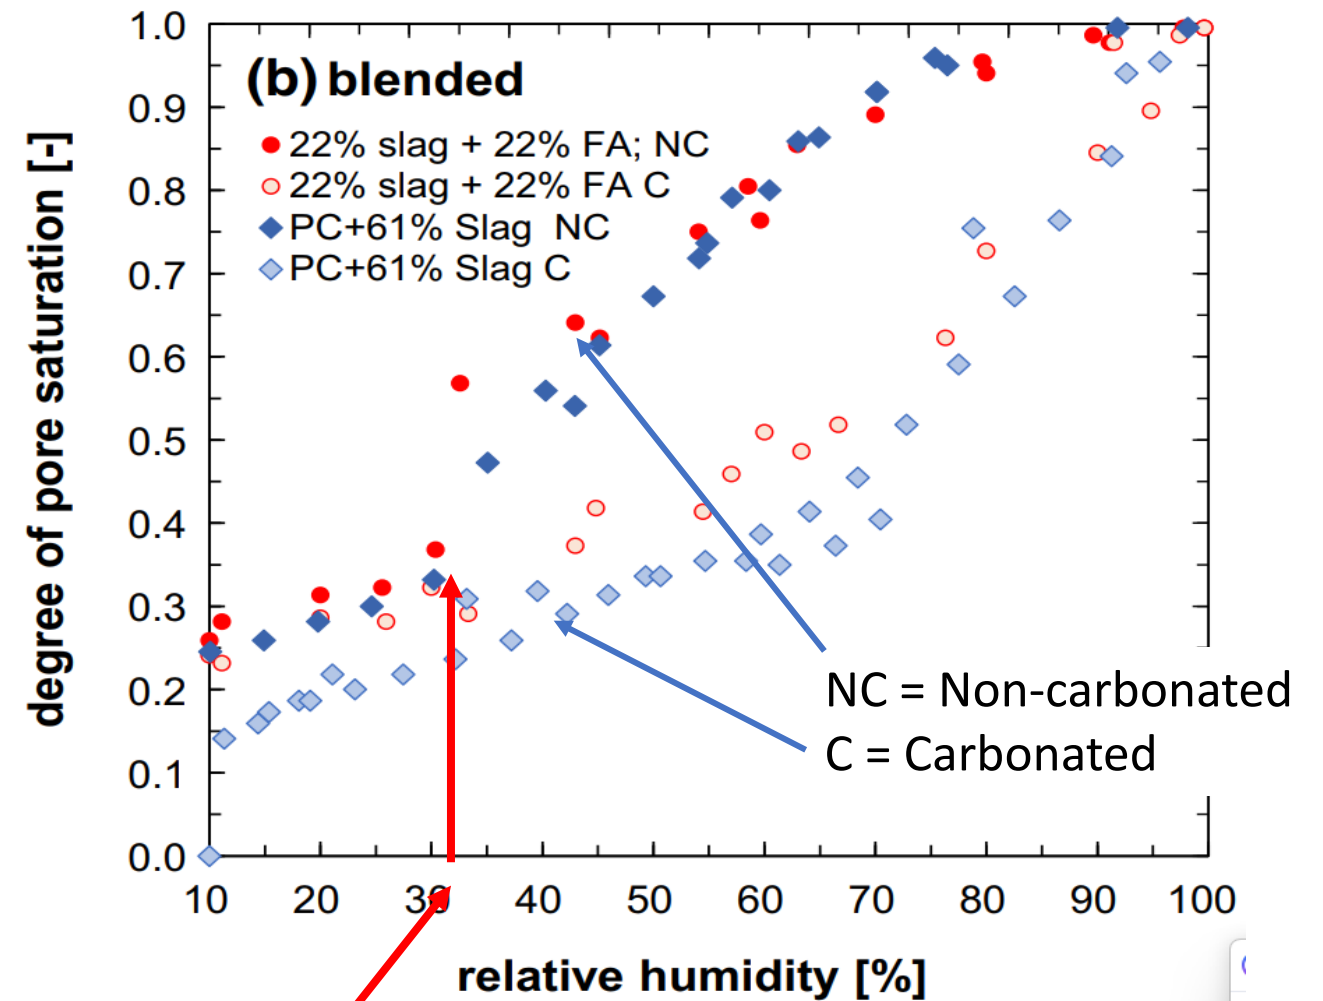 (b) blended
22% slag + 22% FA; NC
22% slag + 22% FA C
PC+61% Slag NC
PC+61% Slag C
1.0
0.9
0.8
0.7
0.6
0.5
0.4
0.3
0.2
0.1
0.0
degree of pore saturation [-]
NC = Non-carbonated
C = Carbonated
10 20 30 40 50 60 70 80 90 100
relative humidity [%]